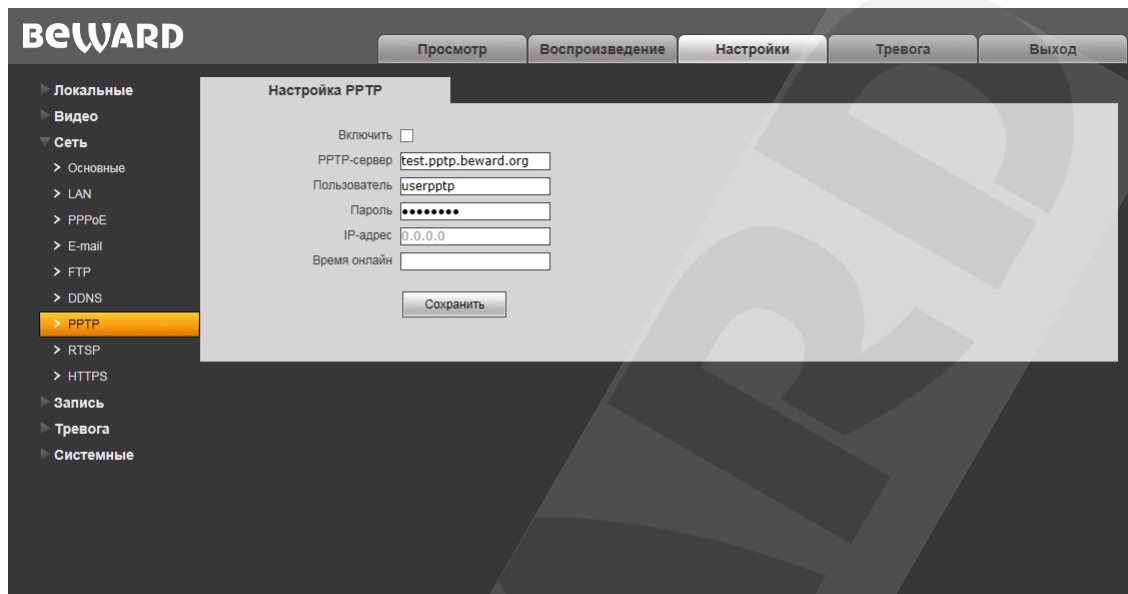 BEWARD
Просмотр Воспроизведение Настройки Тревога Выход
Локальные
Видео
Сеть
> Основные
> LAN
> PPPoE
> E-mail
> FTP
> DDNS
> PPTP
> RTSP
> HTTPS
Запись
Тревога
Системные
Настройка PPTP
Включить
PPTP-сервер test.pptp.beward.org
Пользователь userpptp
Пароль ••••••••
IP-адрес 0.0.0.0
Время онлайн
Сохранить